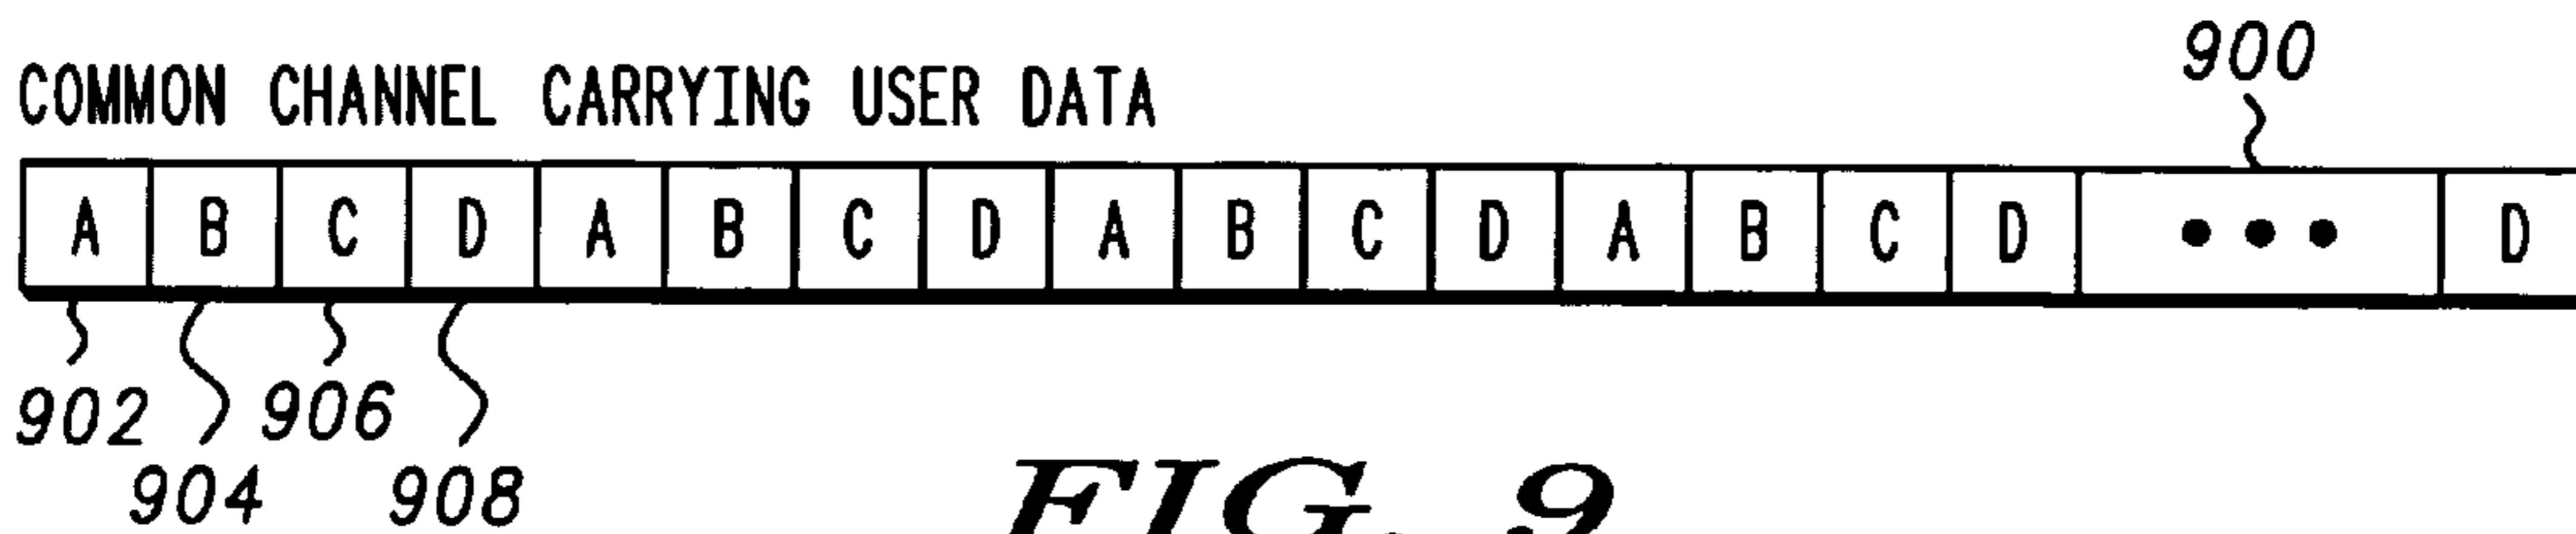 900
COMMON CHANNEL CARRYING USER DATA
A B C D A B C D A B C D A B C D • • • D
902 906
904 908
FIG. 9